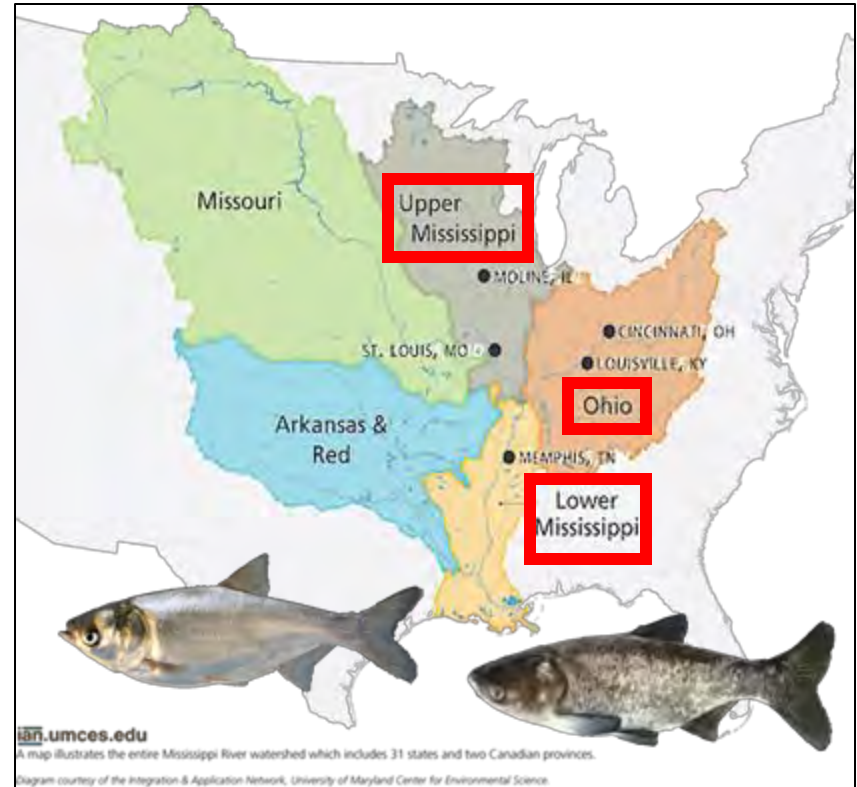 Missouri
Upper
Mississippi
MOLINE, IL
CINCINNATI, OH
ST. LOUIS, MO
LOUISVILLE, KY
Ohio
Arkansas &
Red
MEMPHIS, TN
Lower
Mississippi
ian.umces.edu
A map illustrates the entire Mississippi River watershed which includes 31 states and two Canadian provinces.
Diagram courtesy of the Integration & Application Network, University of Maryland Center for Environmental Science.